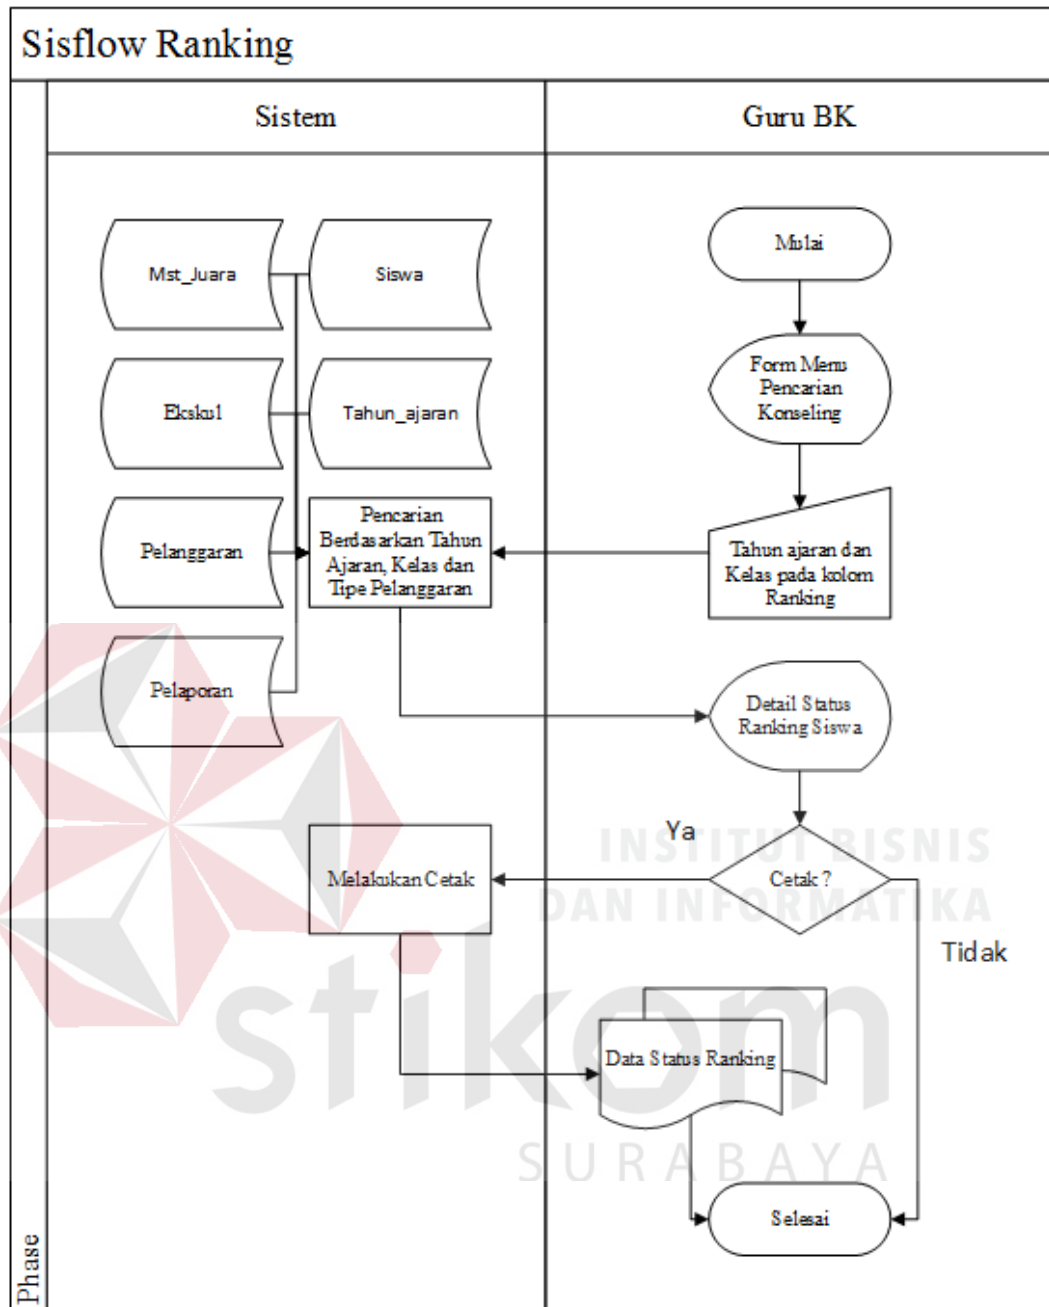 Sisflow Ranking
Sistem
Guru BK
Mst_Juara
Siswa
Mulai
Form Menu
Pencarian
Konseling
Ekskul
Tahun_ajaran
Pelanggaran
Pencarian
Berdasarkan Tahun
Ajaran, Kelas dan
Tipe Pelanggaran
Tahun ajaran dan
Kelas pada kolom
Ranking
Pelaporan
Detail Status
Ranking Siswa
Ya
INSTITUT BISNIS
DAN INFORMATIKA
Melakukan Cetak
Cetak ?
Tidak
stikom
SURABAYA
Data Status Ranking
Selesai
Phase